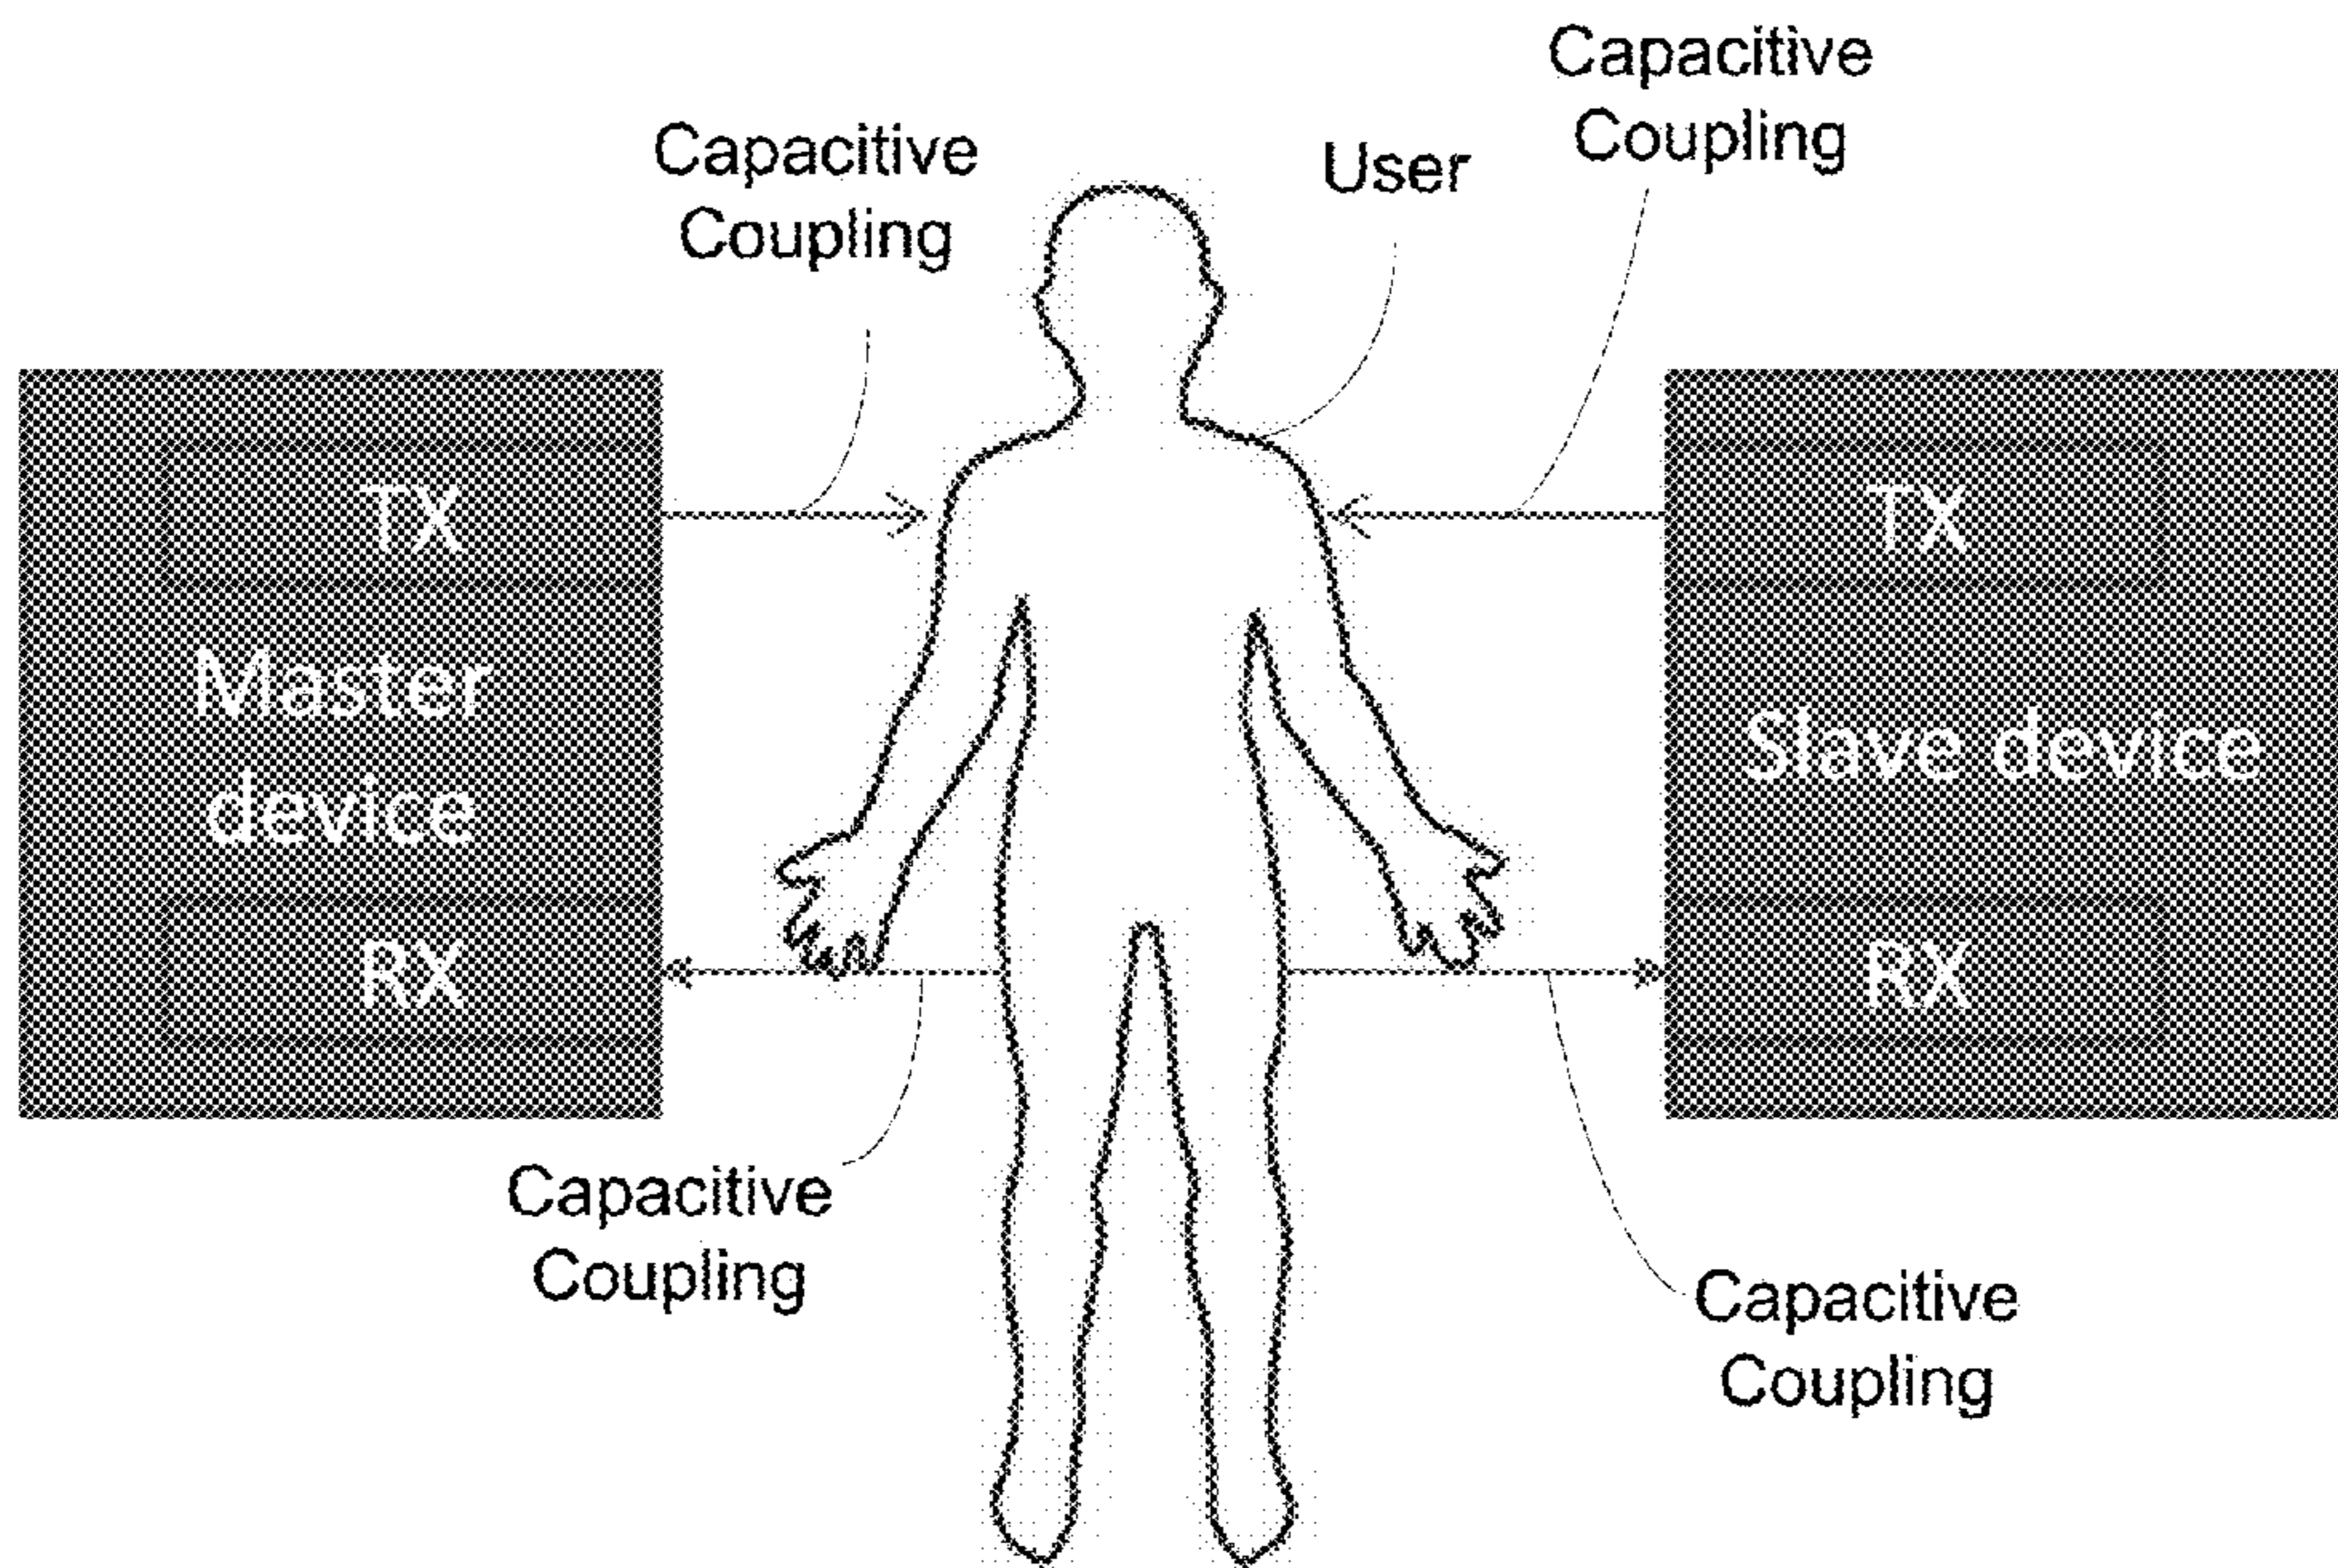 Capacitive
Coupling
User
Capacitive
Coupling
TX
Master
device
RX
TX
Slave device
RX
Capacitive
Coupling
Capacitive
Coupling